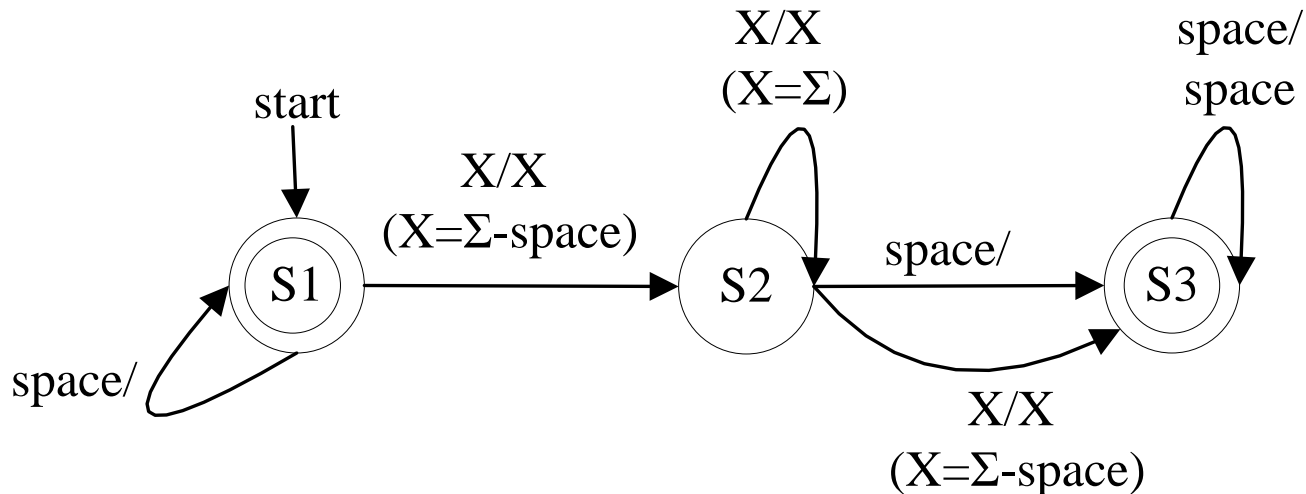 start
X/X
(X=Σ-space)
X/X
(X=Σ)
space/
space
S1
S2
space/
S3
space/
X/X
(X=Σ-space)